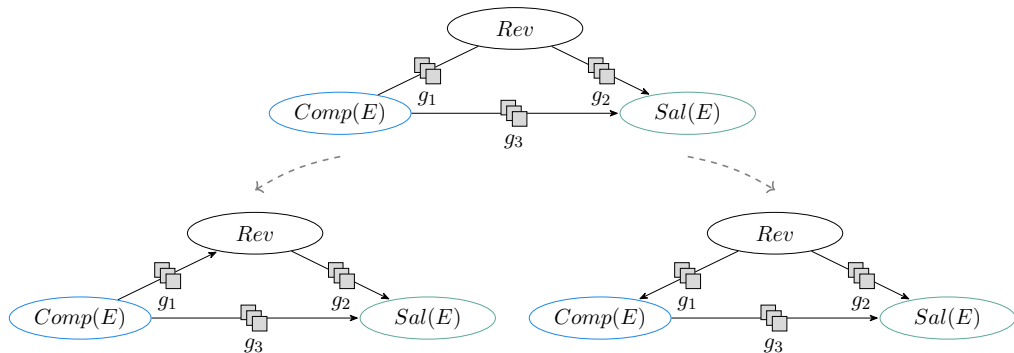 Rev
g1 g2
Comp(E) Sal(E)
g3
Rev Rev
g1 g2 g1 g2
Comp(E) Sal(E) Comp(E) Sal(E)
g3 g3